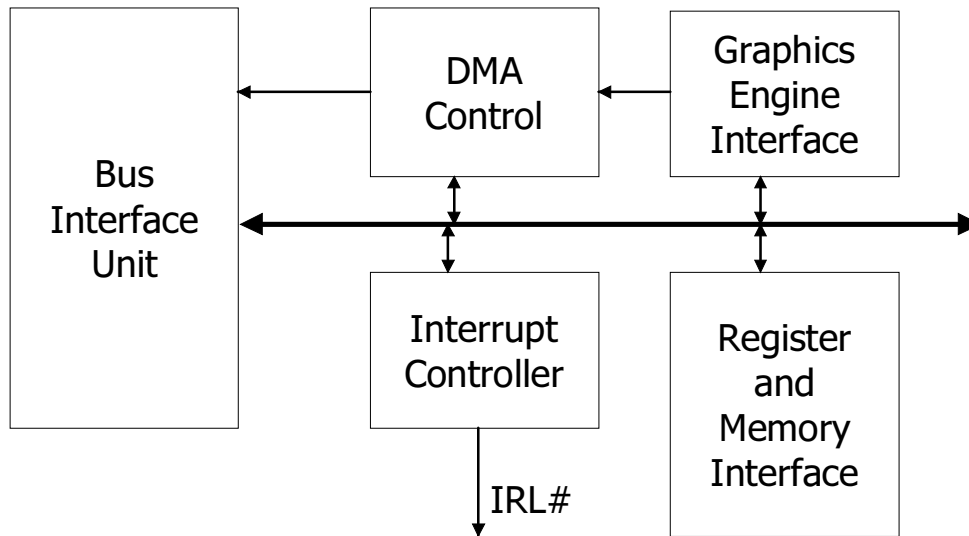 Bus
Interface
Unit
DMA
Control
Graphics
Engine
Interface
Interrupt
Controller
Register
and
Memory
Interface
IRL#